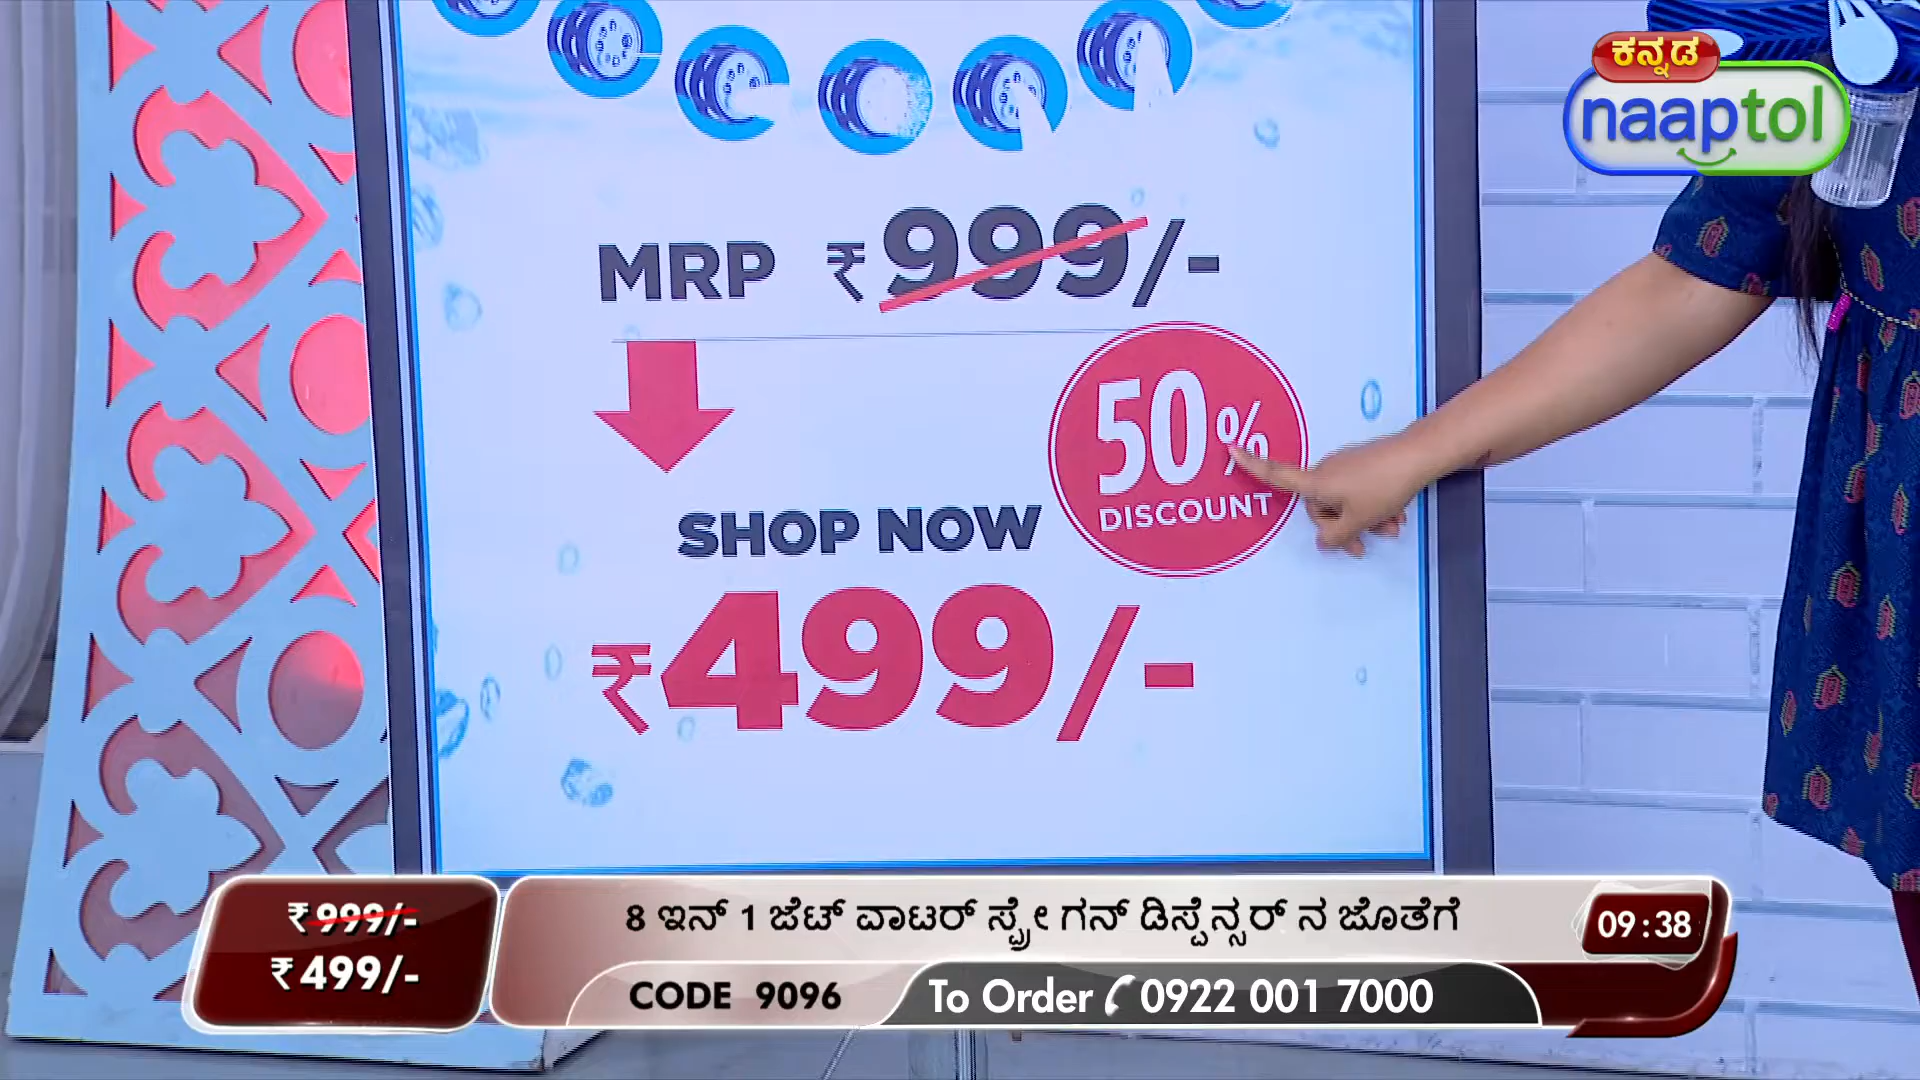 ಕನ್ನಡ
naaptol
MRP ₹999/-
50%
DISCOUNT
SHOP NOW
₹499/-
₹999/-
₹499/-
8 ಇನ್ 1 ಜೆಟ್ ವಾಟರ್ ಸ್ಪ್ರೇ ಗನ್ ಡಿಸ್ಪೆನ್ಸರ್ ನ ಜೊತೆಗೆ
09:38
CODE 9096
To Order 0922 001 7000